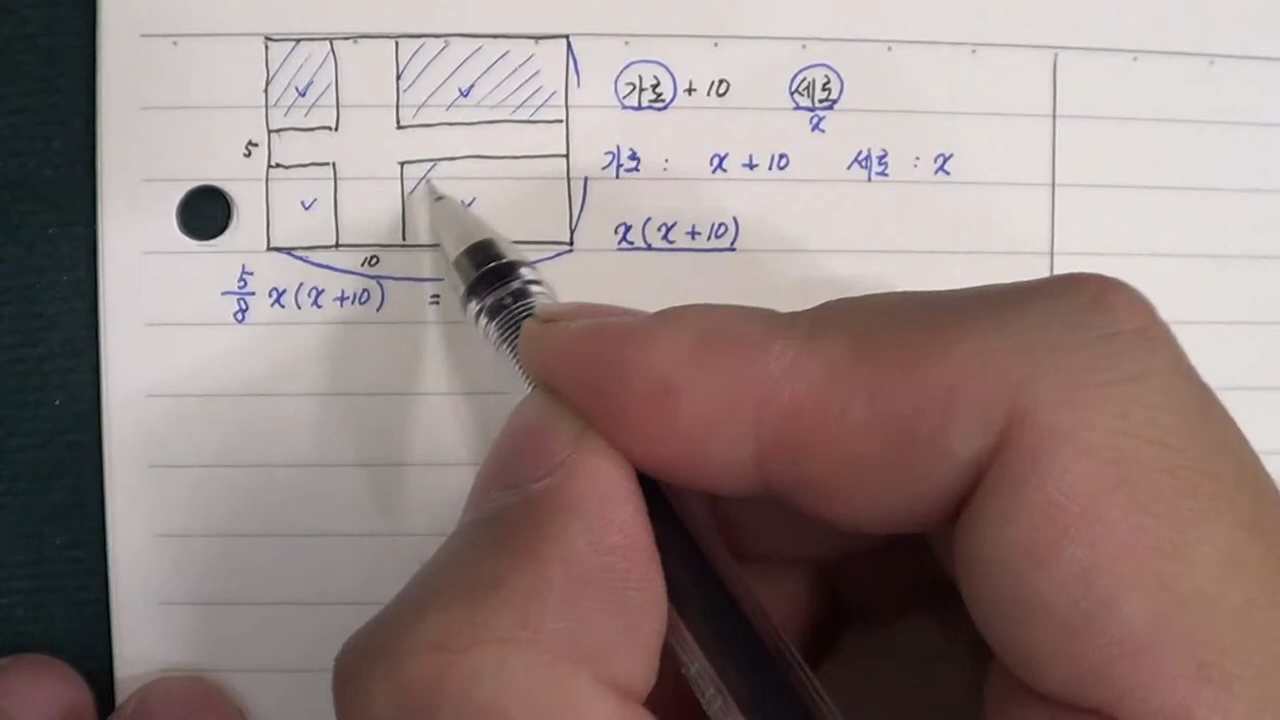 가로 + 10 세로
x
5
가로 : x + 10 세로 : x
x(x+10)
10
5/8 x(x+10) =